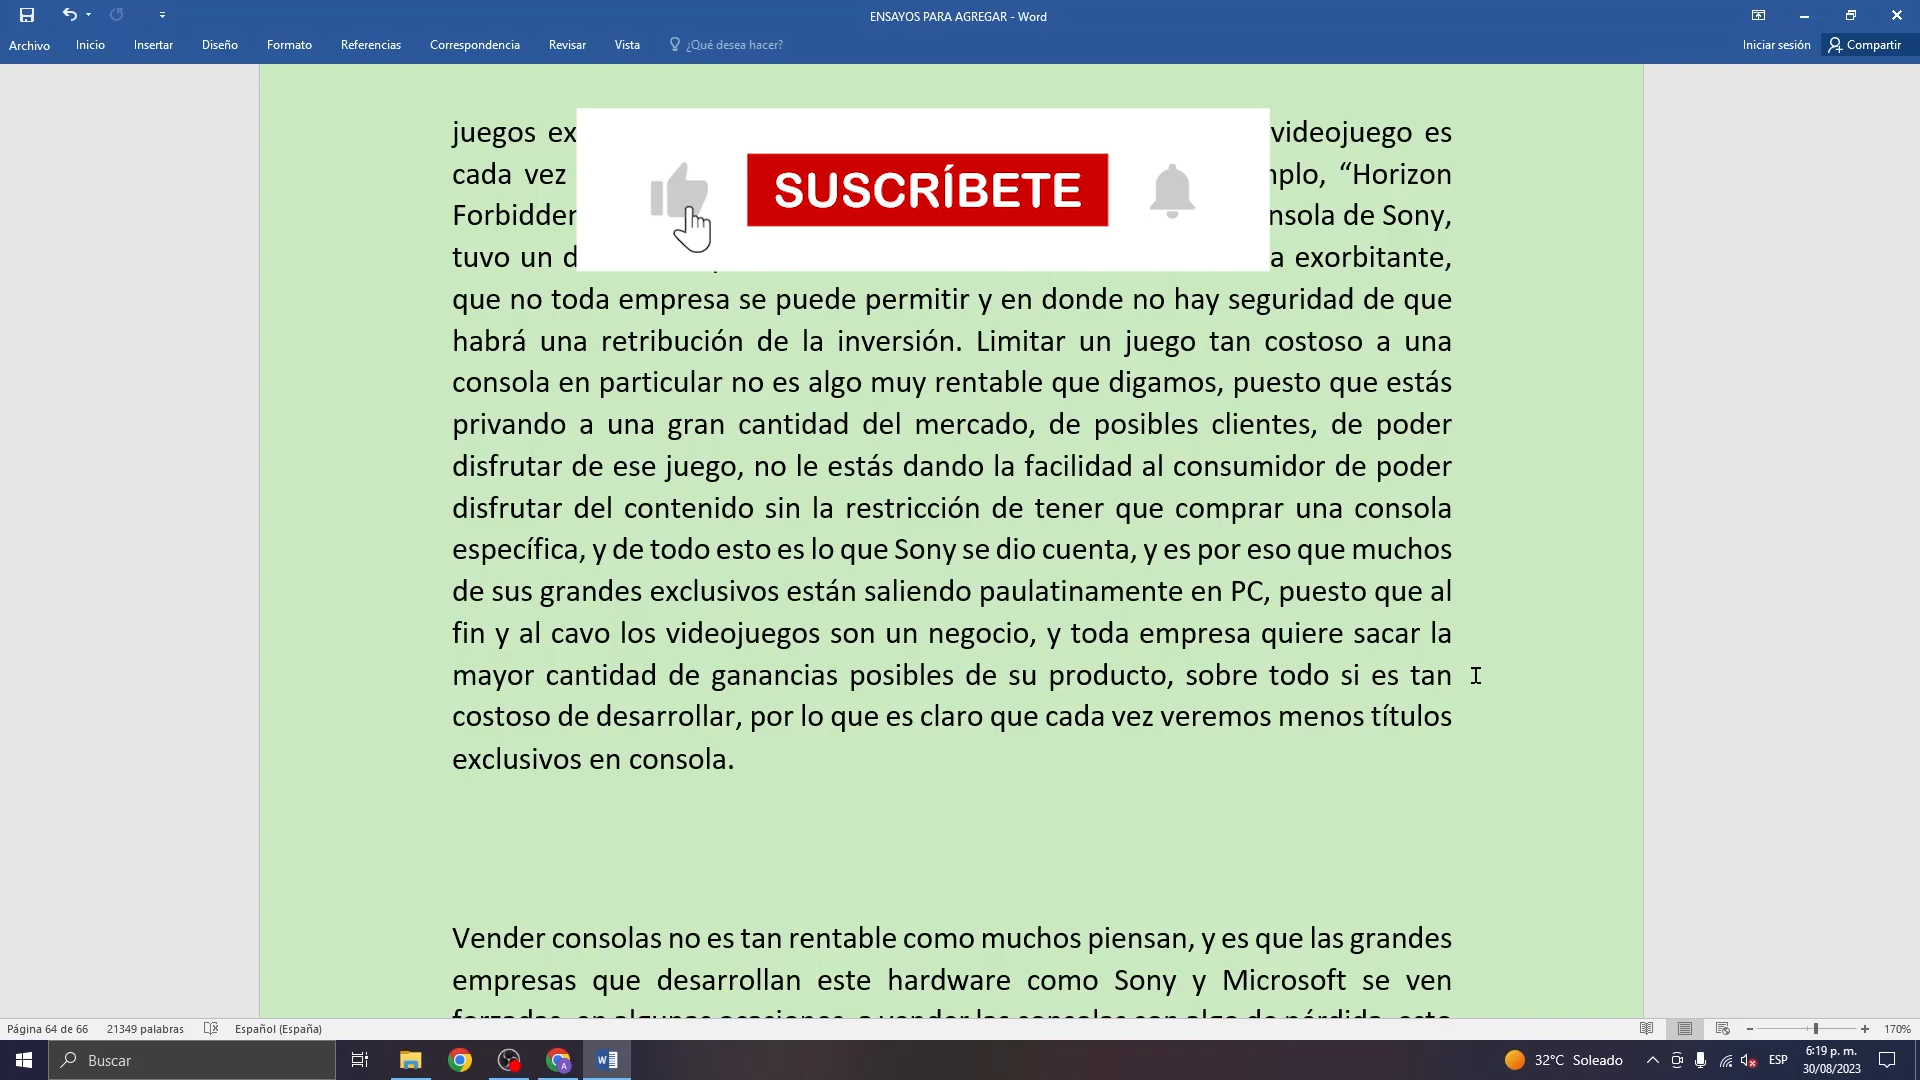 ENSAYOS PARA AGREGAR - Word
Archivo Inicio Insertar Diseño Formato Referencias Correspondencia Revisar Vista ¿Qué desea hacer? Iniciar sesión Compartir
juegos videojuego es
cada vez “Horizon
de Sony,
tuvo un exorbitante,
SUSCRÍBETE
que no toda empresa se puede permitir y en donde no hay seguridad de que
habrá una retribución de la inversión. Limitar un juego tan costoso a una
consola en particular no es algo muy rentable que digamos, puesto que estás
privando a una gran cantidad del mercado, de posibles clientes, de poder
disfrutar de ese juego, no le estás dando la facilidad al consumidor de poder
disfrutar del contenido sin la restricción de tener que comprar una consola
específica, y de todo esto es lo que Sony se dio cuenta, y es por eso que muchos
de sus grandes exclusivos están saliendo paulatinamente en PC, puesto que al
fin y al cavo los videojuegos son un negocio, y toda empresa quiere sacar la
mayor cantidad de ganancias posibles de su producto, sobre todo si es tan
costoso de desarrollar, por lo que es claro que cada vez veremos menos títulos
exclusivos en consola.
Vender consolas no es tan rentable como muchos piensan, y es que las grandes
empresas que desarrollan este hardware como Sony y Microsoft se ven
Página 64 de 66 21349 palabras Español (España) 170%
Buscar 32°C Soleado ESP 6:19 p. m.
30/08/2023